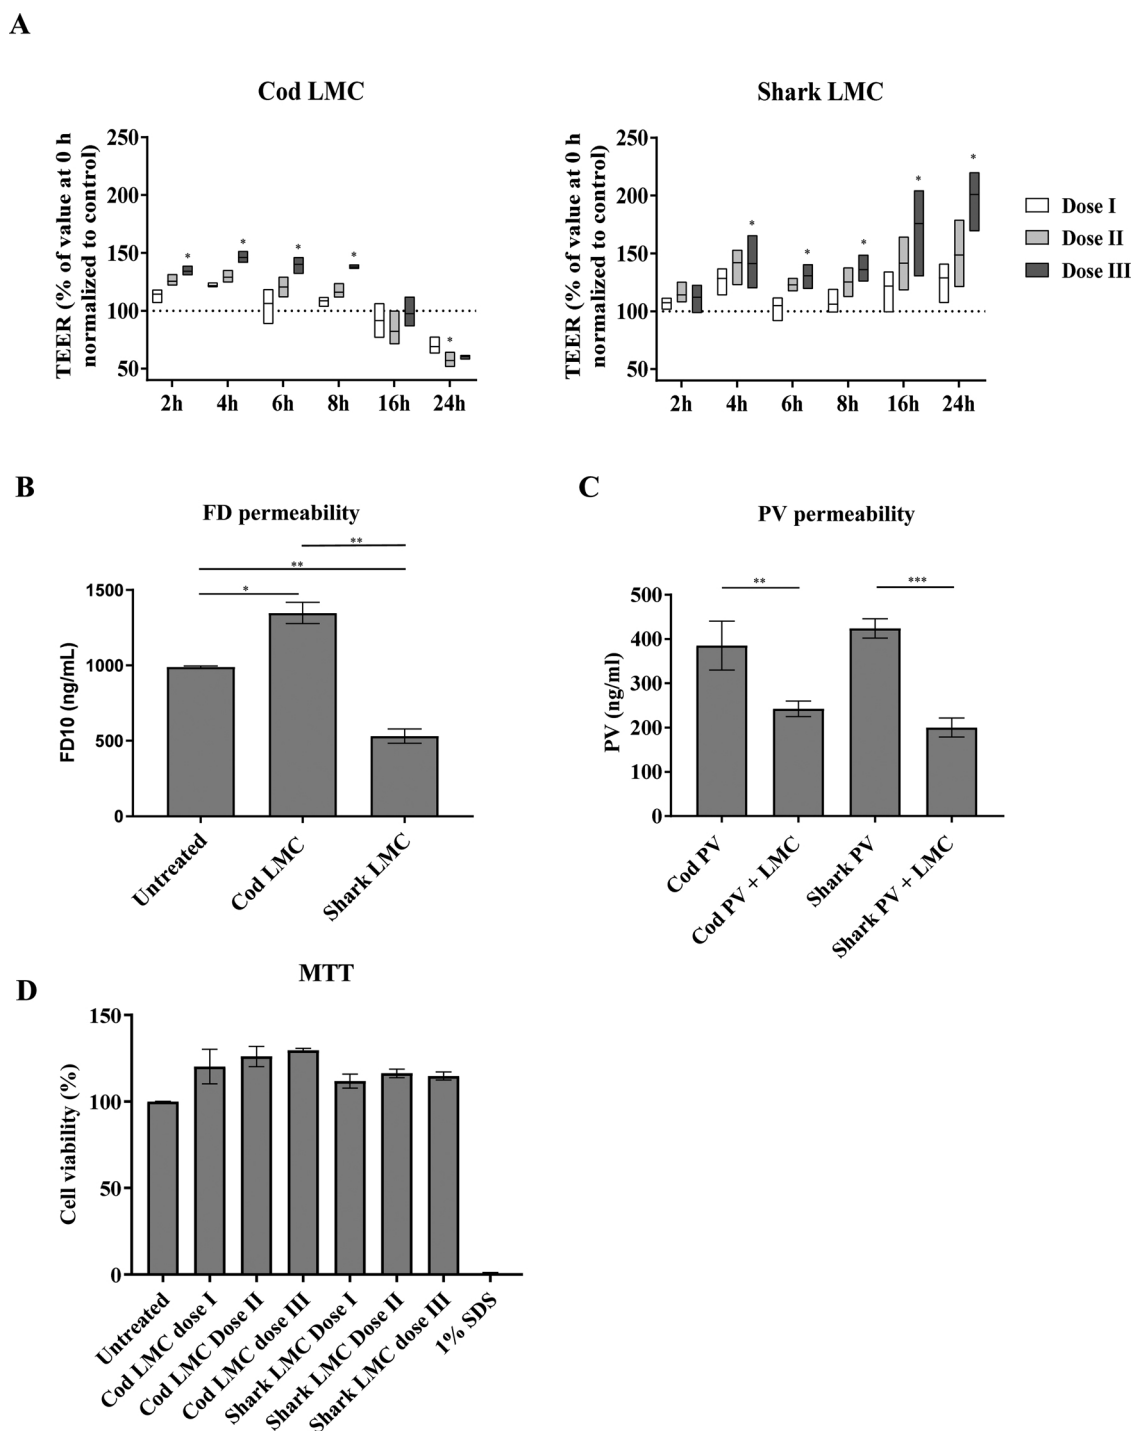 A
Cod LMC
TEER (% of value at 0 h
normalized to control)
250
200
150
100
50
* * * * *
2h 4h 6h 8h 16h 24h
Shark LMC
TEER (% of value at 0 h
normalized to control)
250
200
150
100
50
* * * * *
2h 4h 6h 8h 16h 24h
Dose I
Dose II
Dose III
B
FD permeability
**
**
*
FD10 (ng/mL)
1500
1000
500
0
Untreated
Cod LMC
Shark LMC
C
PV permeability
** ***
PV (ng/ml)
500
400
300
200
100
0
Cod PV
Cod PV + LMC
Shark PV
Shark PV + LMC
D
MTT
Cell viability (%)
150
100
50
0
Untreated
Cod LMC dose I
Cod LMC Dose II
Cod LMC dose III
Shark LMC Dose I
Shark LMC Dose II
Shark LMC dose III
1% SDS